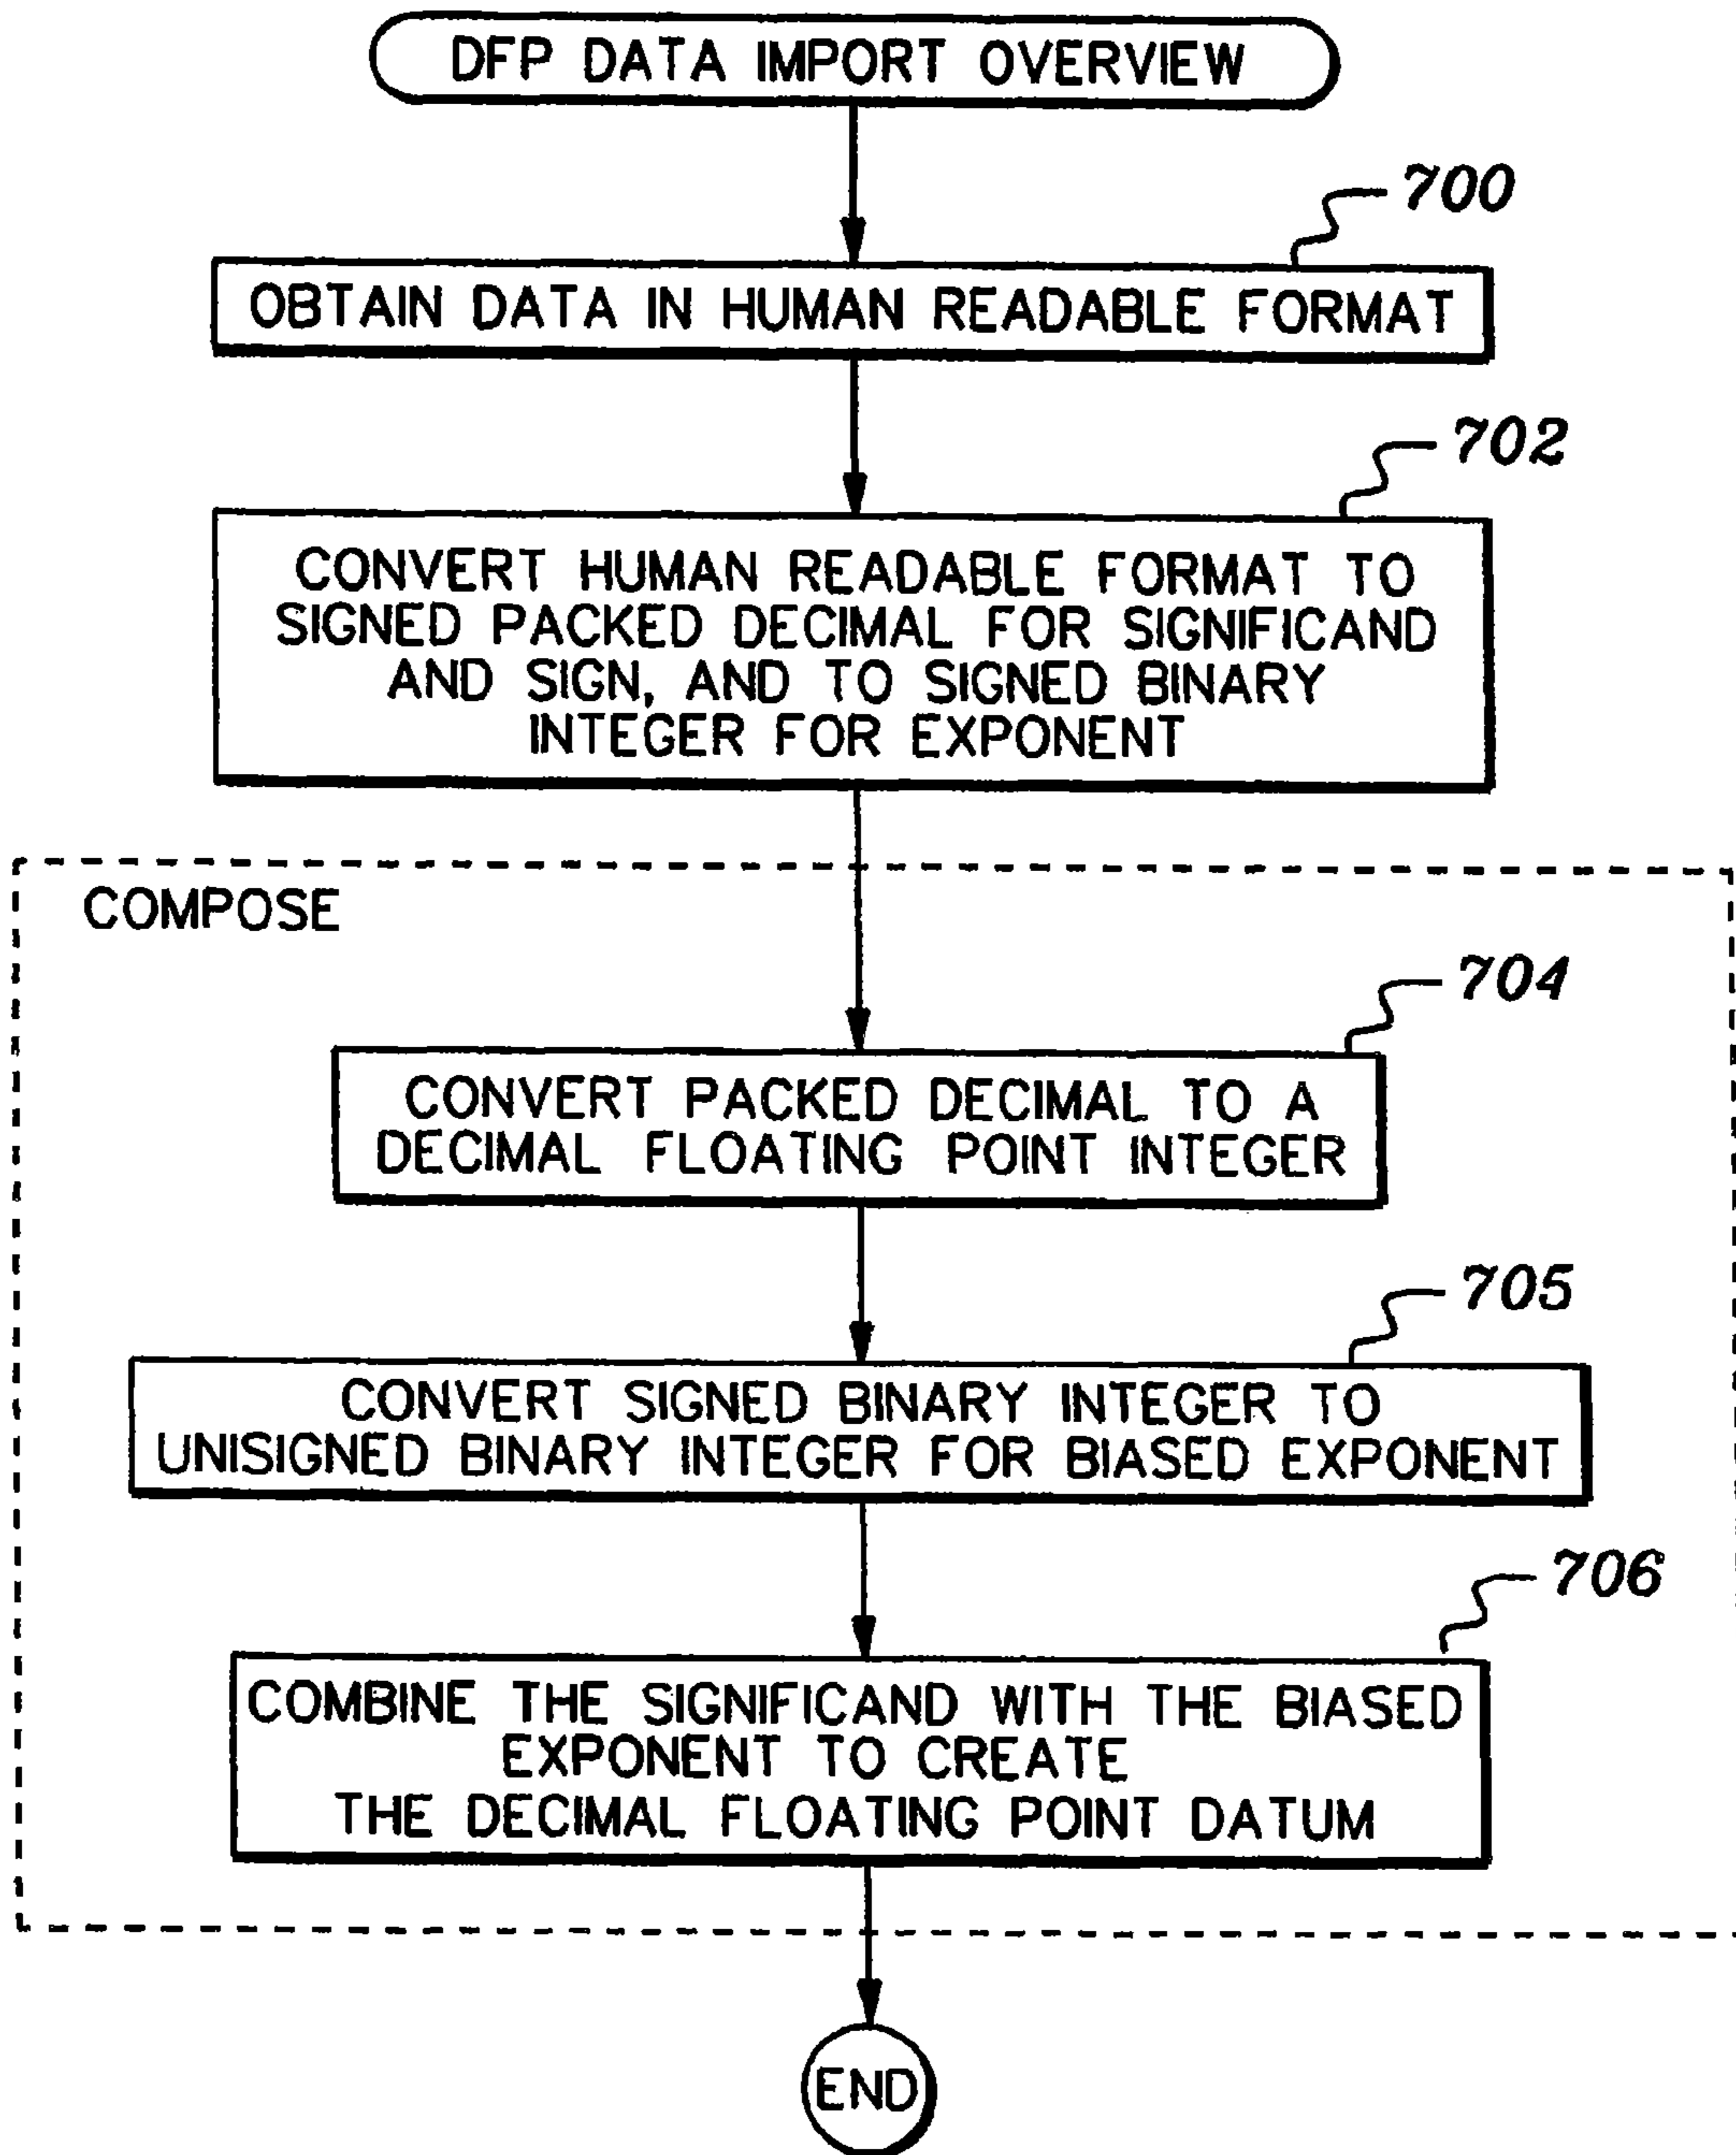 DFP DATA IMPORT OVERVIEW
700
OBTAIN DATA IN HUMAN READABLE FORMAT
702
CONVERT HUMAN READABLE FORMAT TO
SIGNED PACKED DECIMAL FOR SIGNIFICAND
AND SIGN, AND TO SIGNED BINARY
INTEGER FOR EXPONENT
COMPOSE
704
CONVERT PACKED DECIMAL TO A
DECIMAL FLOATING POINT INTEGER
705
CONVERT SIGNED BINARY INTEGER TO
UNISIGNED BINARY INTEGER FOR BIASED EXPONENT
706
COMBINE THE SIGNIFICAND WITH THE BIASED
EXPONENT TO CREATE
THE DECIMAL FLOATING POINT DATUM
END